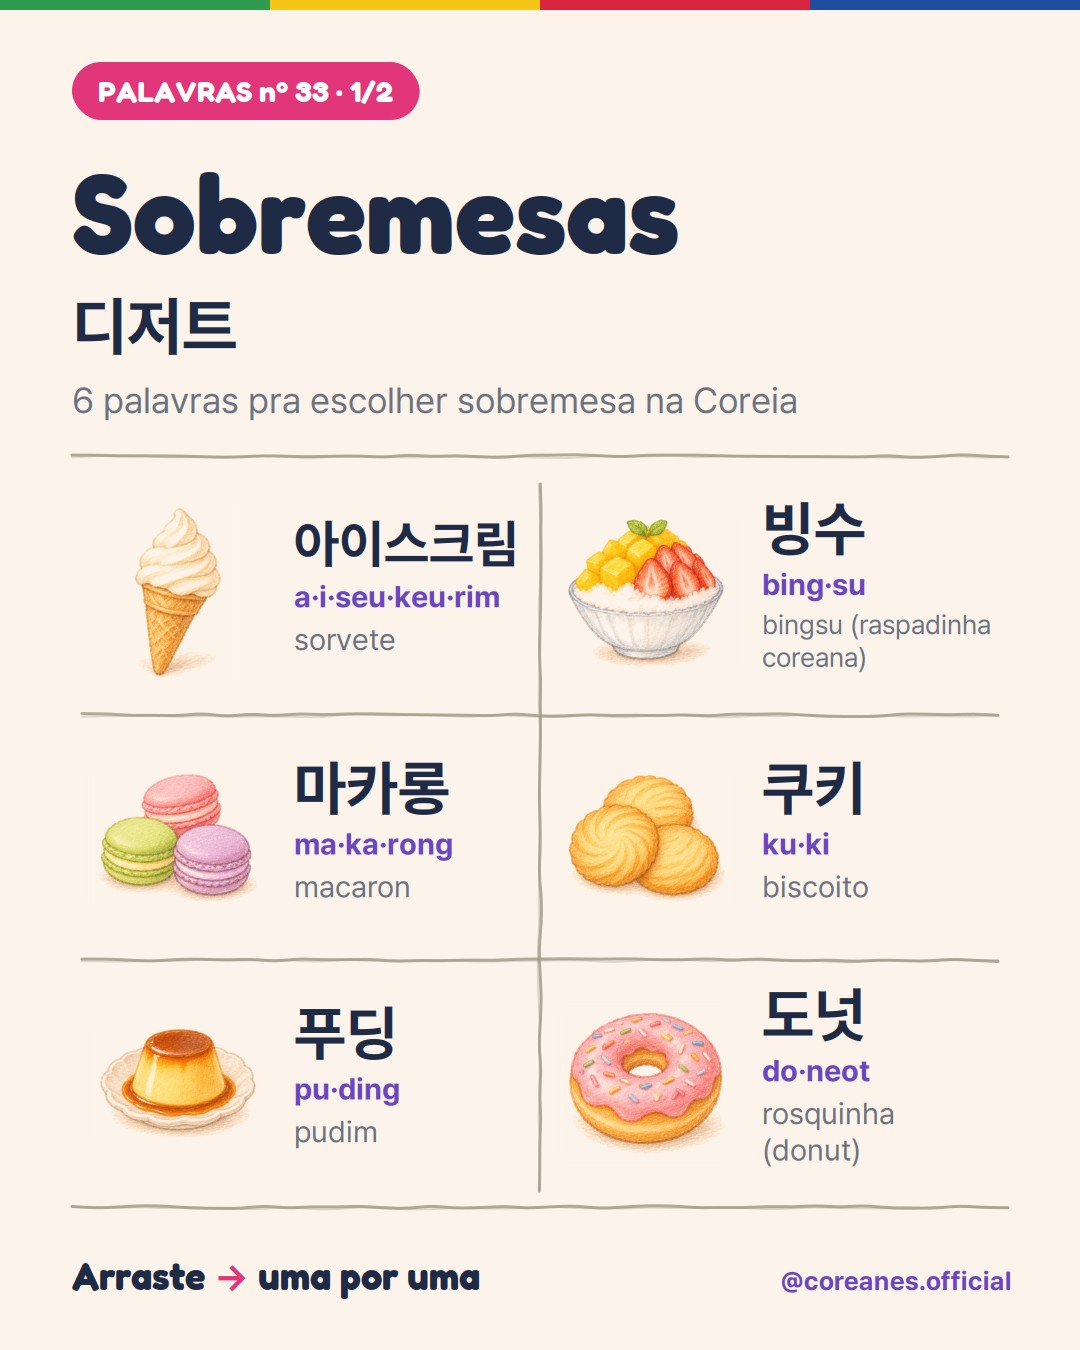 PALAVRAS nº 33 · 1/2
Sobremesas
디저트
6 palavras pra escolher sobremesa na Coreia
아이스크림
a·i·seu·keu·rim
sorvete
빙수
bing·su
bingsu (raspadinha
coreana)
마카롱
ma·ka·rong
macaron
쿠키
ku·ki
biscoito
푸딩
pu·ding
pudim
도넛
do·neot
rosquinha
(donut)
Arraste → uma por uma
@coreanes.official